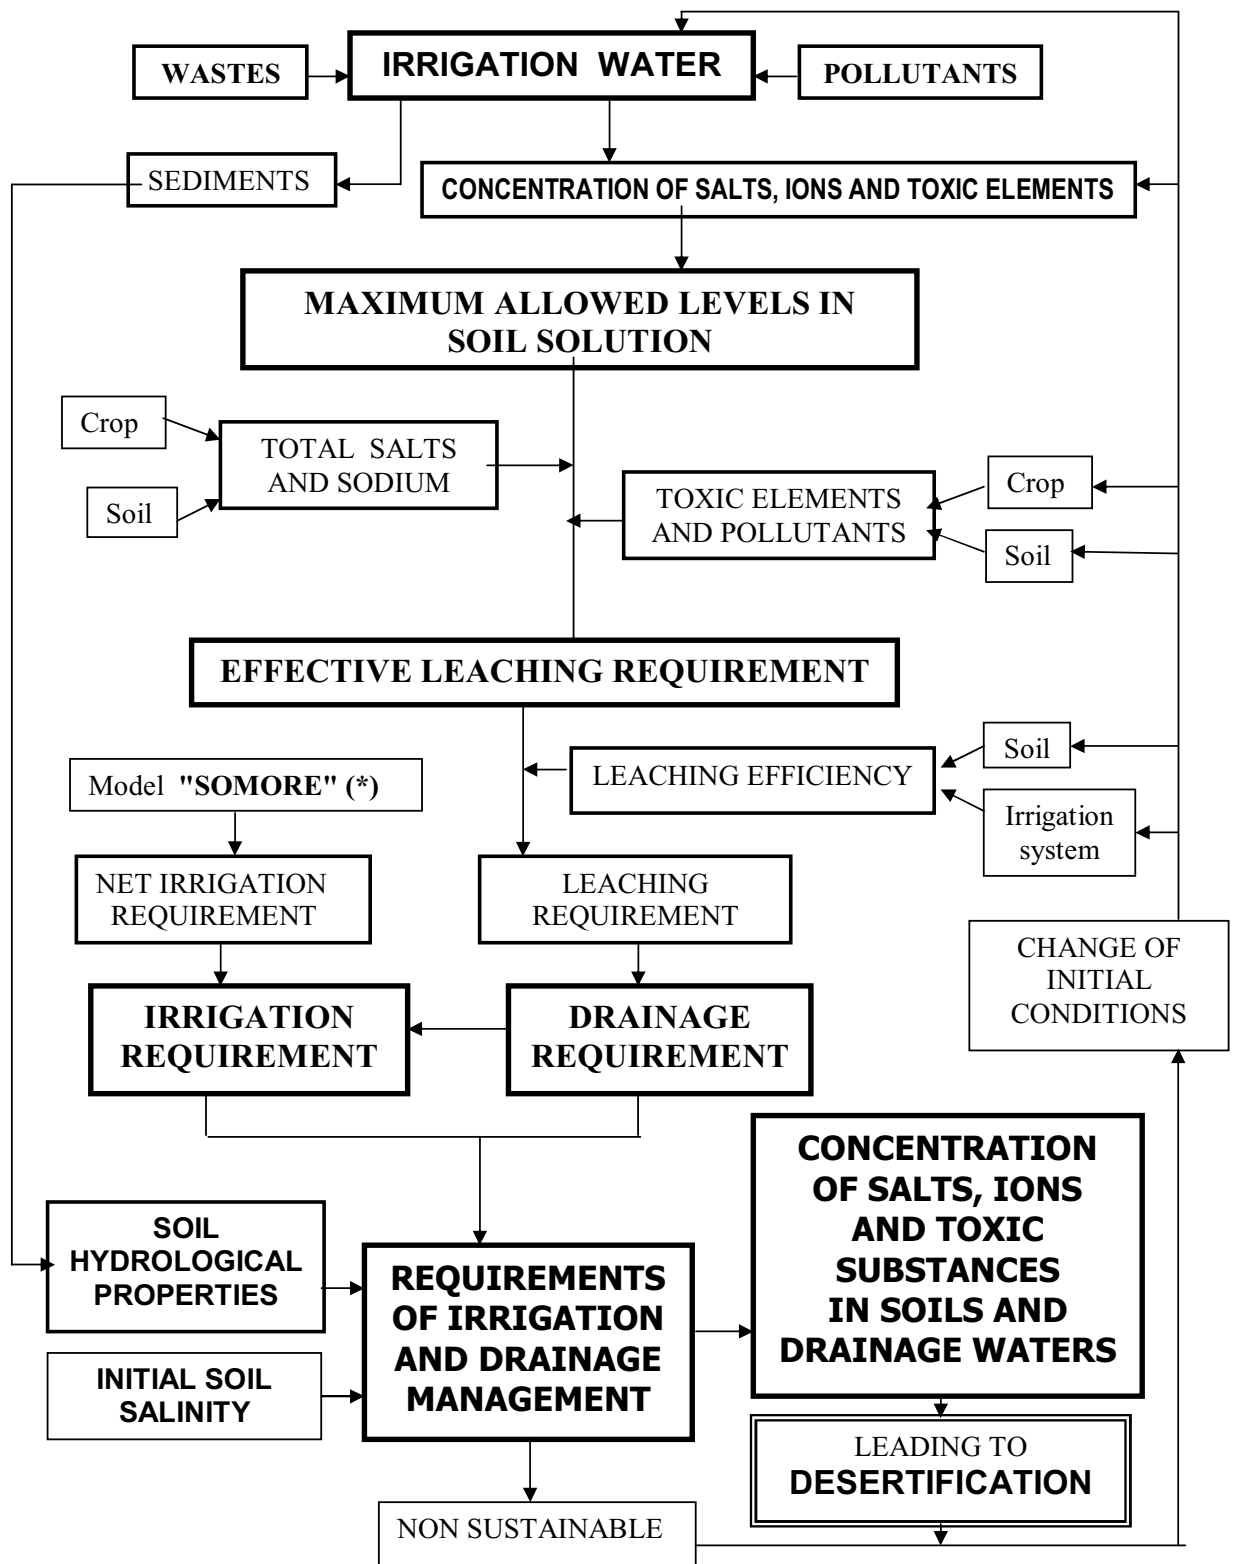 IRRIGATION WATER
WASTES
POLLUTANTS
SEDIMENTS
CONCENTRATION OF SALTS, IONS AND TOXIC ELEMENTS
MAXIMUM ALLOWED LEVELS IN
SOIL SOLUTION
Crop
TOTAL SALTS
AND SODIUM
Soil
TOXIC ELEMENTS
AND POLLUTANTS
Crop
Soil
EFFECTIVE LEACHING REQUIREMENT
Model "SOMORE" (*)
LEACHING EFFICIENCY
Soil
Irrigation
system
NET IRRIGATION
REQUIREMENT
LEACHING
REQUIREMENT
CHANGE OF
INITIAL
CONDITIONS
IRRIGATION
REQUIREMENT
DRAINAGE
REQUIREMENT
CONCENTRATION
OF SALTS, IONS
AND TOXIC
SUBSTANCES
IN SOILS AND
DRAINAGE WATERS
SOIL
HYDROLOGICAL
PROPERTIES
REQUIREMENTS
OF IRRIGATION
AND DRAINAGE
MANAGEMENT
INITIAL SOIL
SALINITY
LEADING TO
DESERTIFICATION
NON SUSTAINABLE